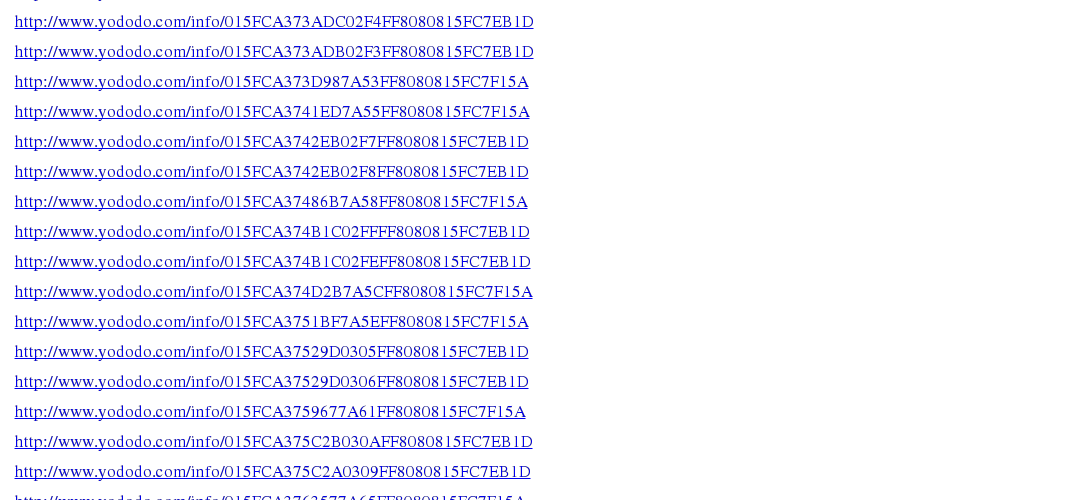 http://www.yododo.com/info/015FCA373ADC02F4FF8080815FC7EB1D
http://www.yododo.com/info/015FCA373ADB02F3FF8080815FC7EB1D
http://www.yododo.com/info/015FCA373D987A53FF8080815FC7F15A
http://www.yododo.com/info/015FCA3741ED7A55FF8080815FC7F15A
http://www.yododo.com/info/015FCA3742EB02F7FF8080815FC7EB1D
http://www.yododo.com/info/015FCA3742EB02F8FF8080815FC7EB1D
http://www.yododo.com/info/015FCA37486B7A58FF8080815FC7F15A
http://www.yododo.com/info/015FCA374B1C02FFFF8080815FC7EB1D
http://www.yododo.com/info/015FCA374B1C02FEFF8080815FC7EB1D
http://www.yododo.com/info/015FCA374D2B7A5CFF8080815FC7F15A
http://www.yododo.com/info/015FCA3751BF7A5EFF8080815FC7F15A
http://www.yododo.com/info/015FCA37529D0305FF8080815FC7EB1D
http://www.yododo.com/info/015FCA37529D0306FF8080815FC7EB1D
http://www.yododo.com/info/015FCA3759677A61FF8080815FC7F15A
http://www.yododo.com/info/015FCA375C2B030AFF8080815FC7EB1D
http://www.yododo.com/info/015FCA375C2A0309FF8080815FC7EB1D